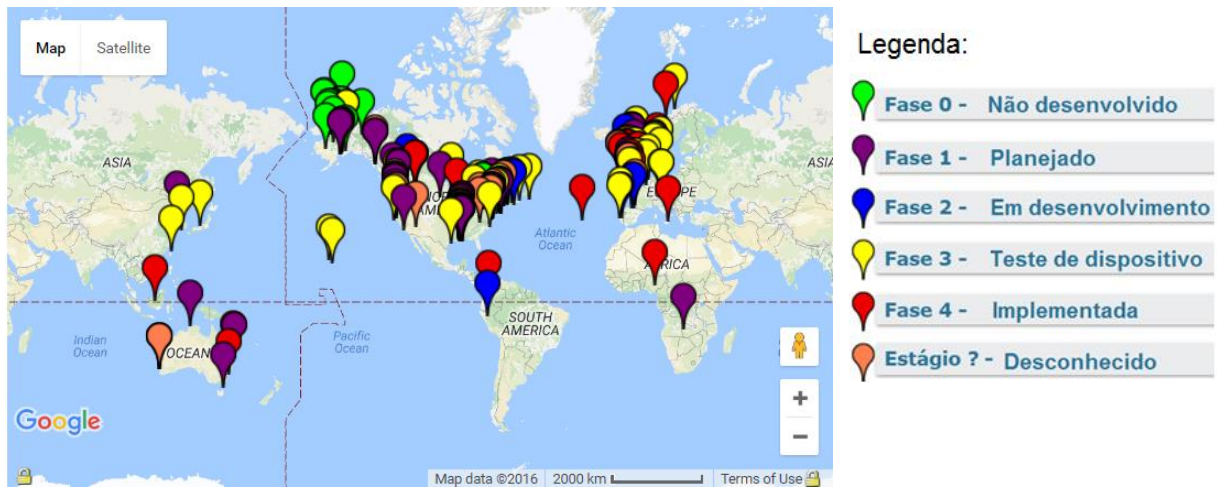 Map Satellite
Legenda:
Fase 0 - Não desenvolvido
Fase 1 - Planejado
Fase 2 - Em desenvolvimento
Fase 3 - Teste de dispositivo
Fase 4 - Implementada
Estágio ? - Desconhecido
ASIA
ASIA
EUROPE
Atlantic
Ocean
SOUTH
AMERICA
Indian
Ocean
OCEAN
Pacific
Ocean
Google
Map data ©2016 2000 km Terms of Use